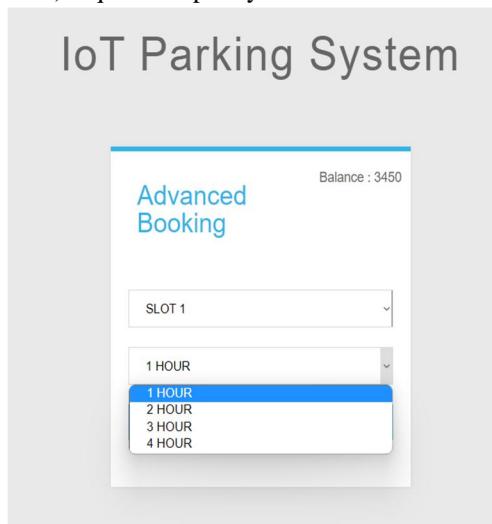 IoT Parking System
Balance : 3450
Advanced
Booking
SLOT 1
1 HOUR
1 HOUR
2 HOUR
3 HOUR
4 HOUR